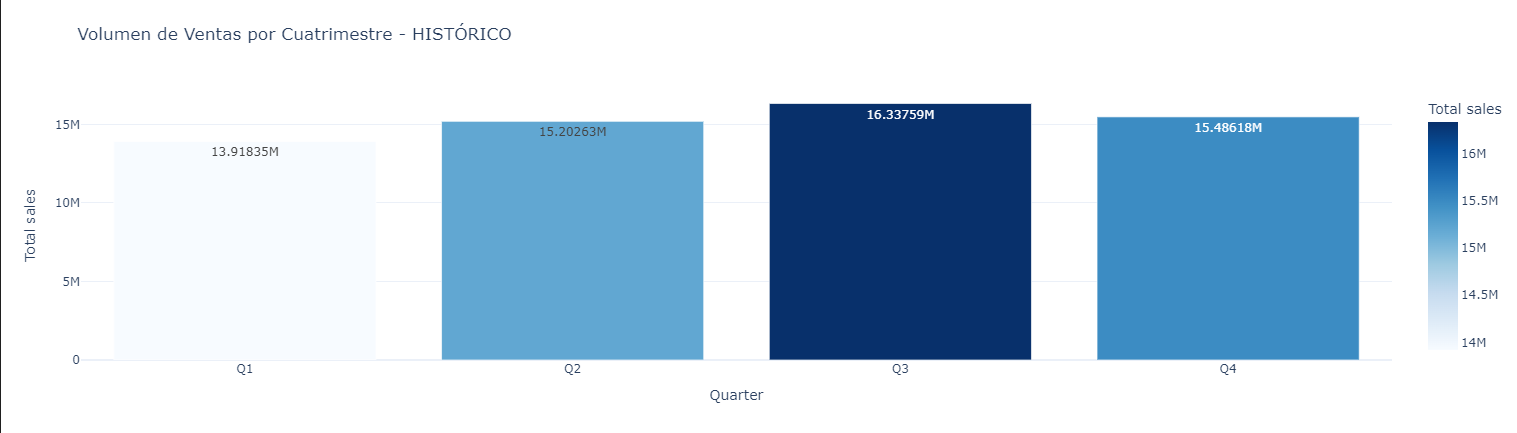 Volumen de Ventas por Cuatrimestre - HISTÓRICO
Total sales
15M
10M
5M
0
13.91835M
15.20263M
16.33759M
15.48618M
Q1
Q2
Q3
Q4
Quarter
Total sales
16M
15.5M
15M
14.5M
14M